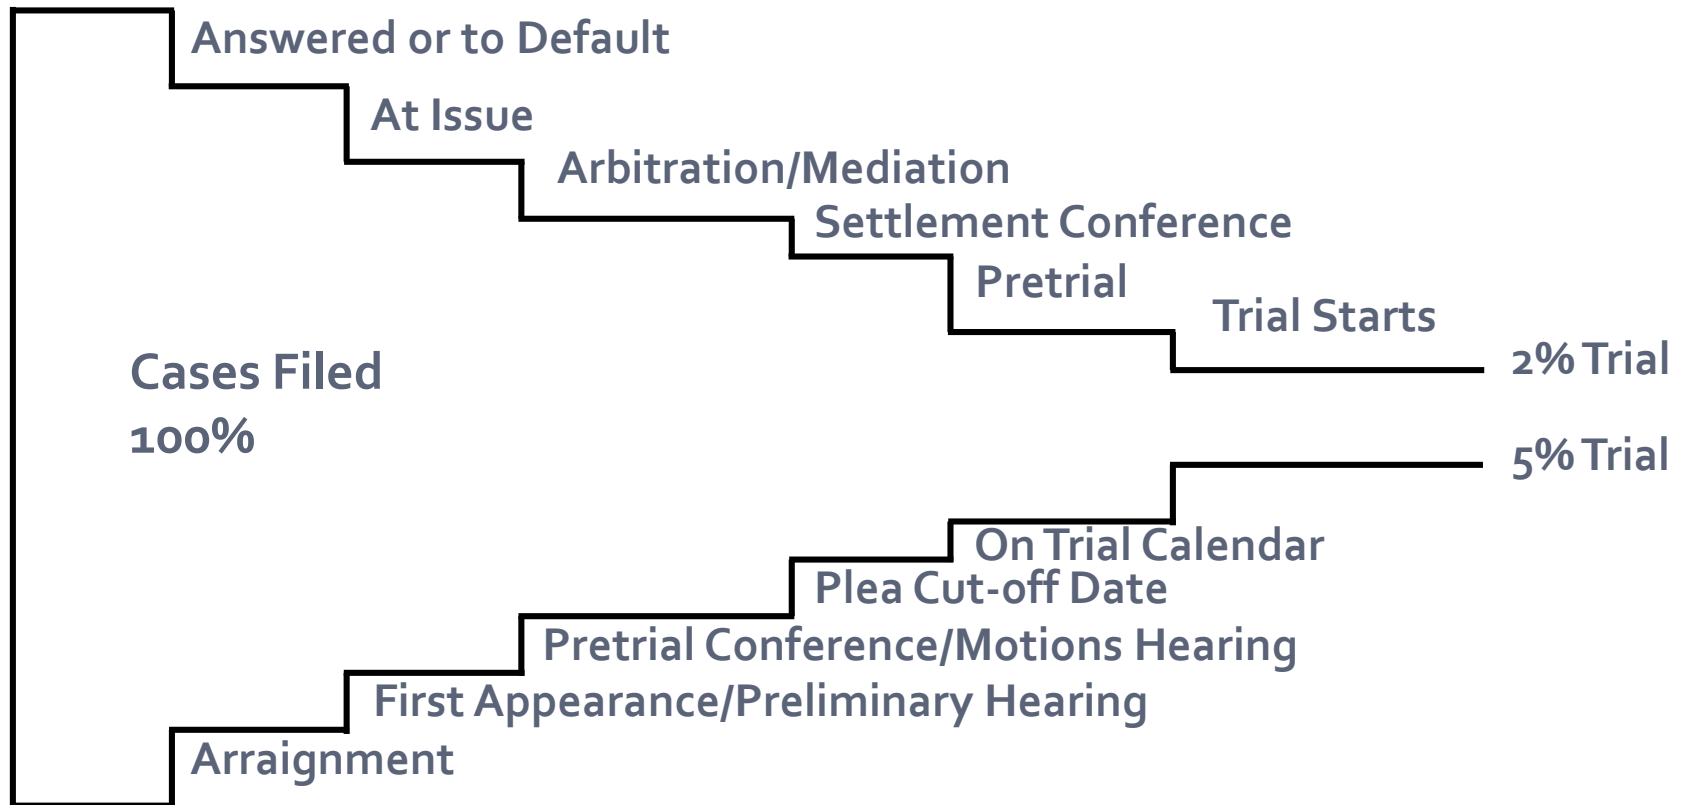 Answered or to Default
At Issue
Arbitration/Mediation
Settlement Conference
Pretrial
Trial Starts
2% Trial
Cases Filed
100%
5% Trial
On Trial Calendar
Plea Cut-off Date
Pretrial Conference/Motions Hearing
First Appearance/Preliminary Hearing
Arraignment